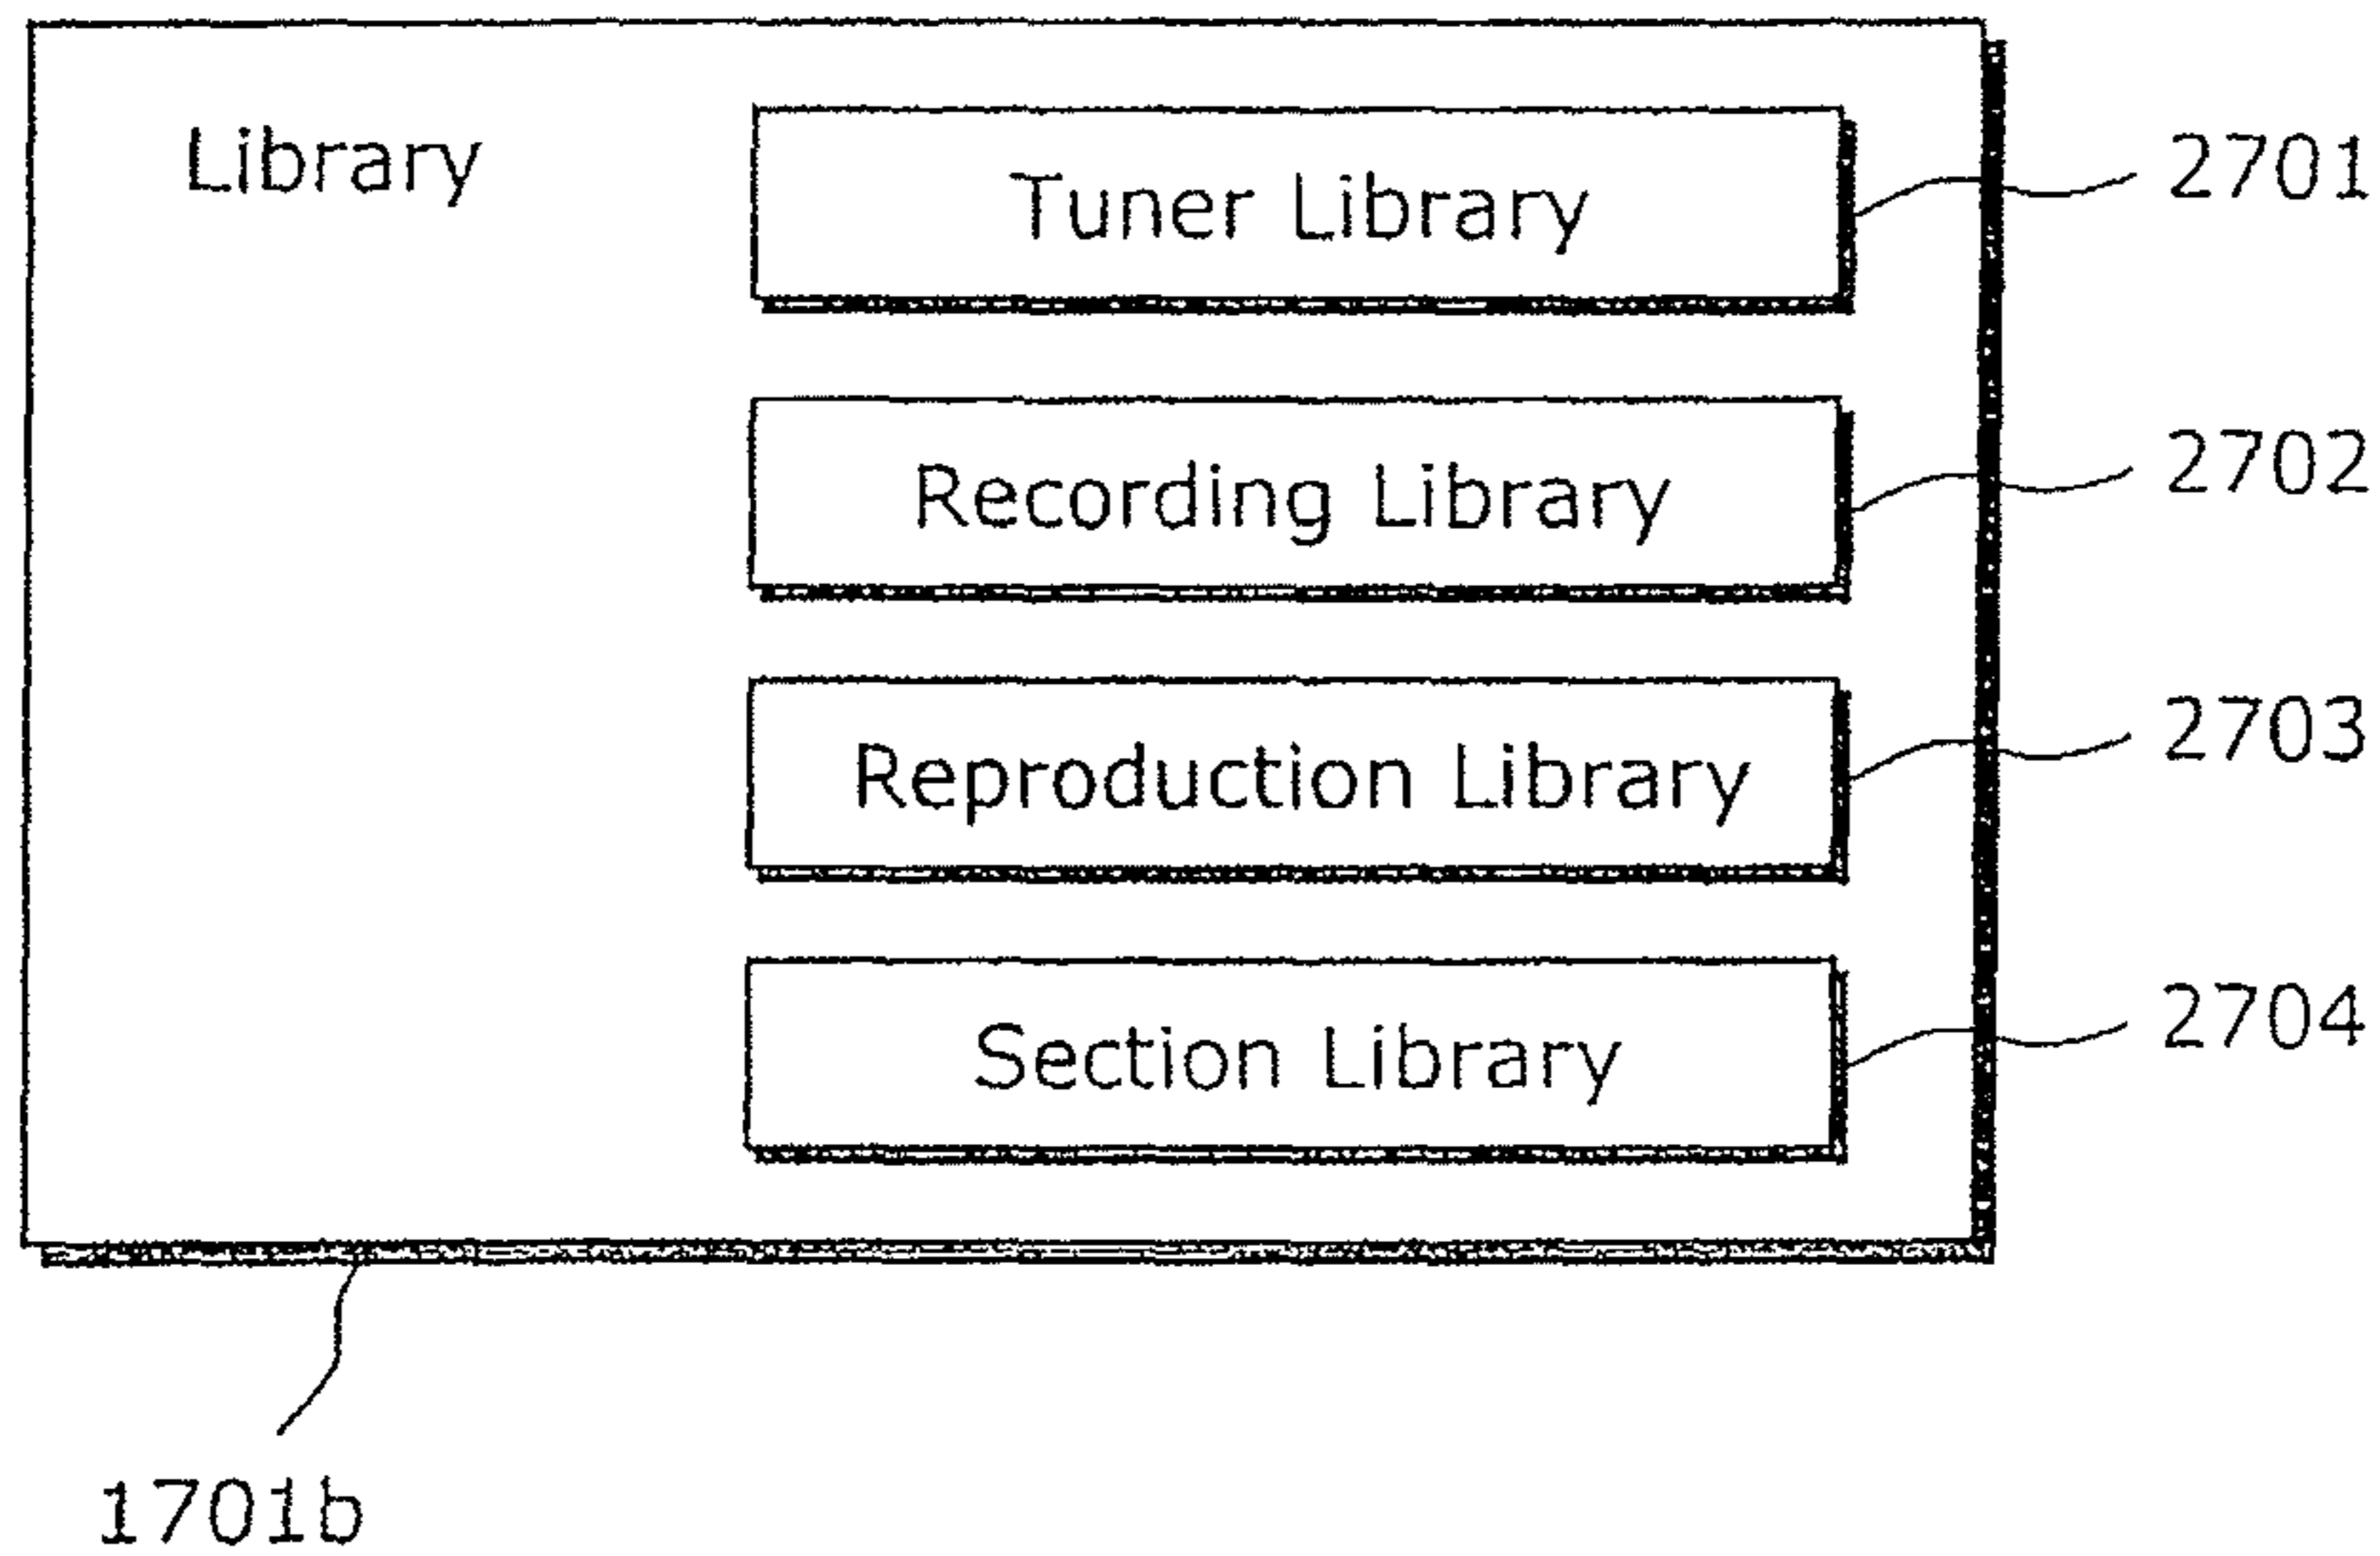 Library
Tuner Library
2701
Recording Library
2702
Reproduction Library
2703
Section Library
2704
1701b